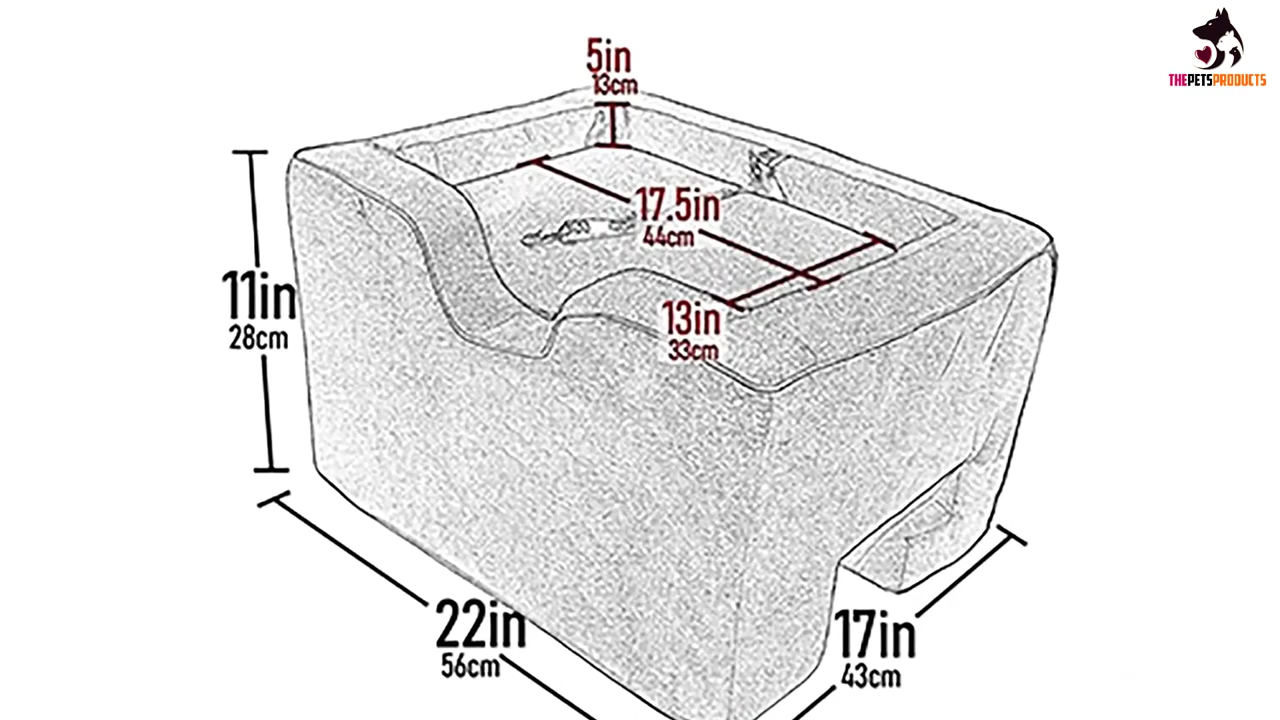 5in
13cm
THEPETSPRODUCTS
17.5in
44cm
11in
28cm
13in
33cm
22in
56cm
17in
43cm